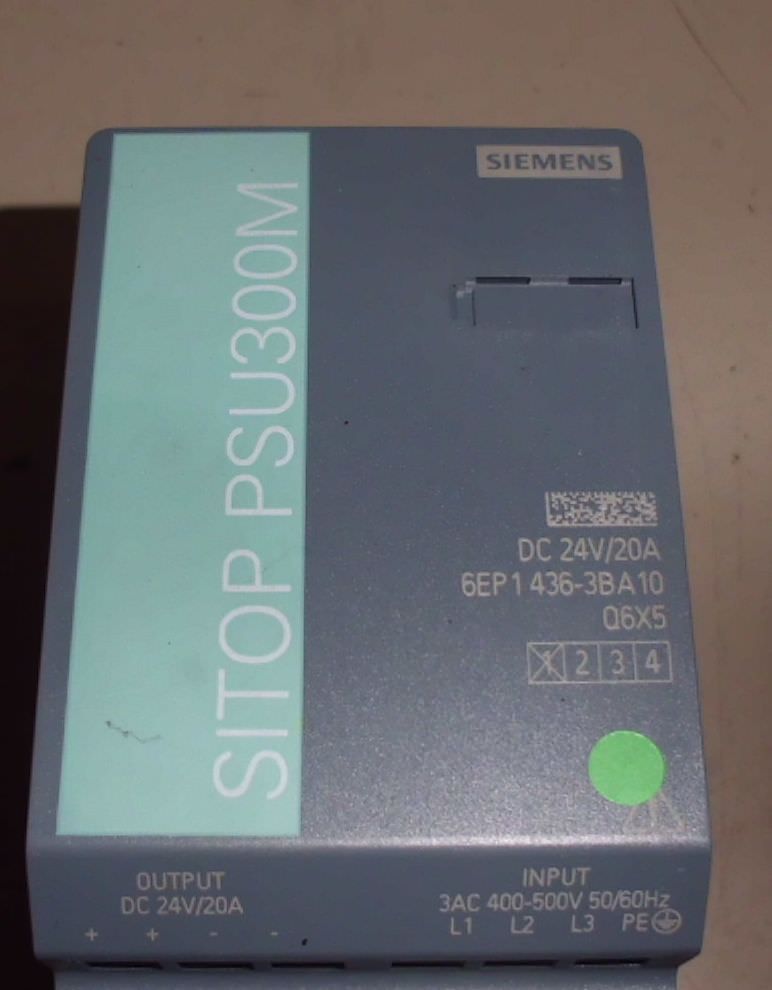 SIEMENS
SITOP PSU300M
DC 24V/20A
6EP1 436-3BA10
Q6X5
1 2 3 4
OUTPUT
DC 24V/20A
+ + - -
INPUT
3AC 400-500V 50/60Hz
L1 L2 L3 PE